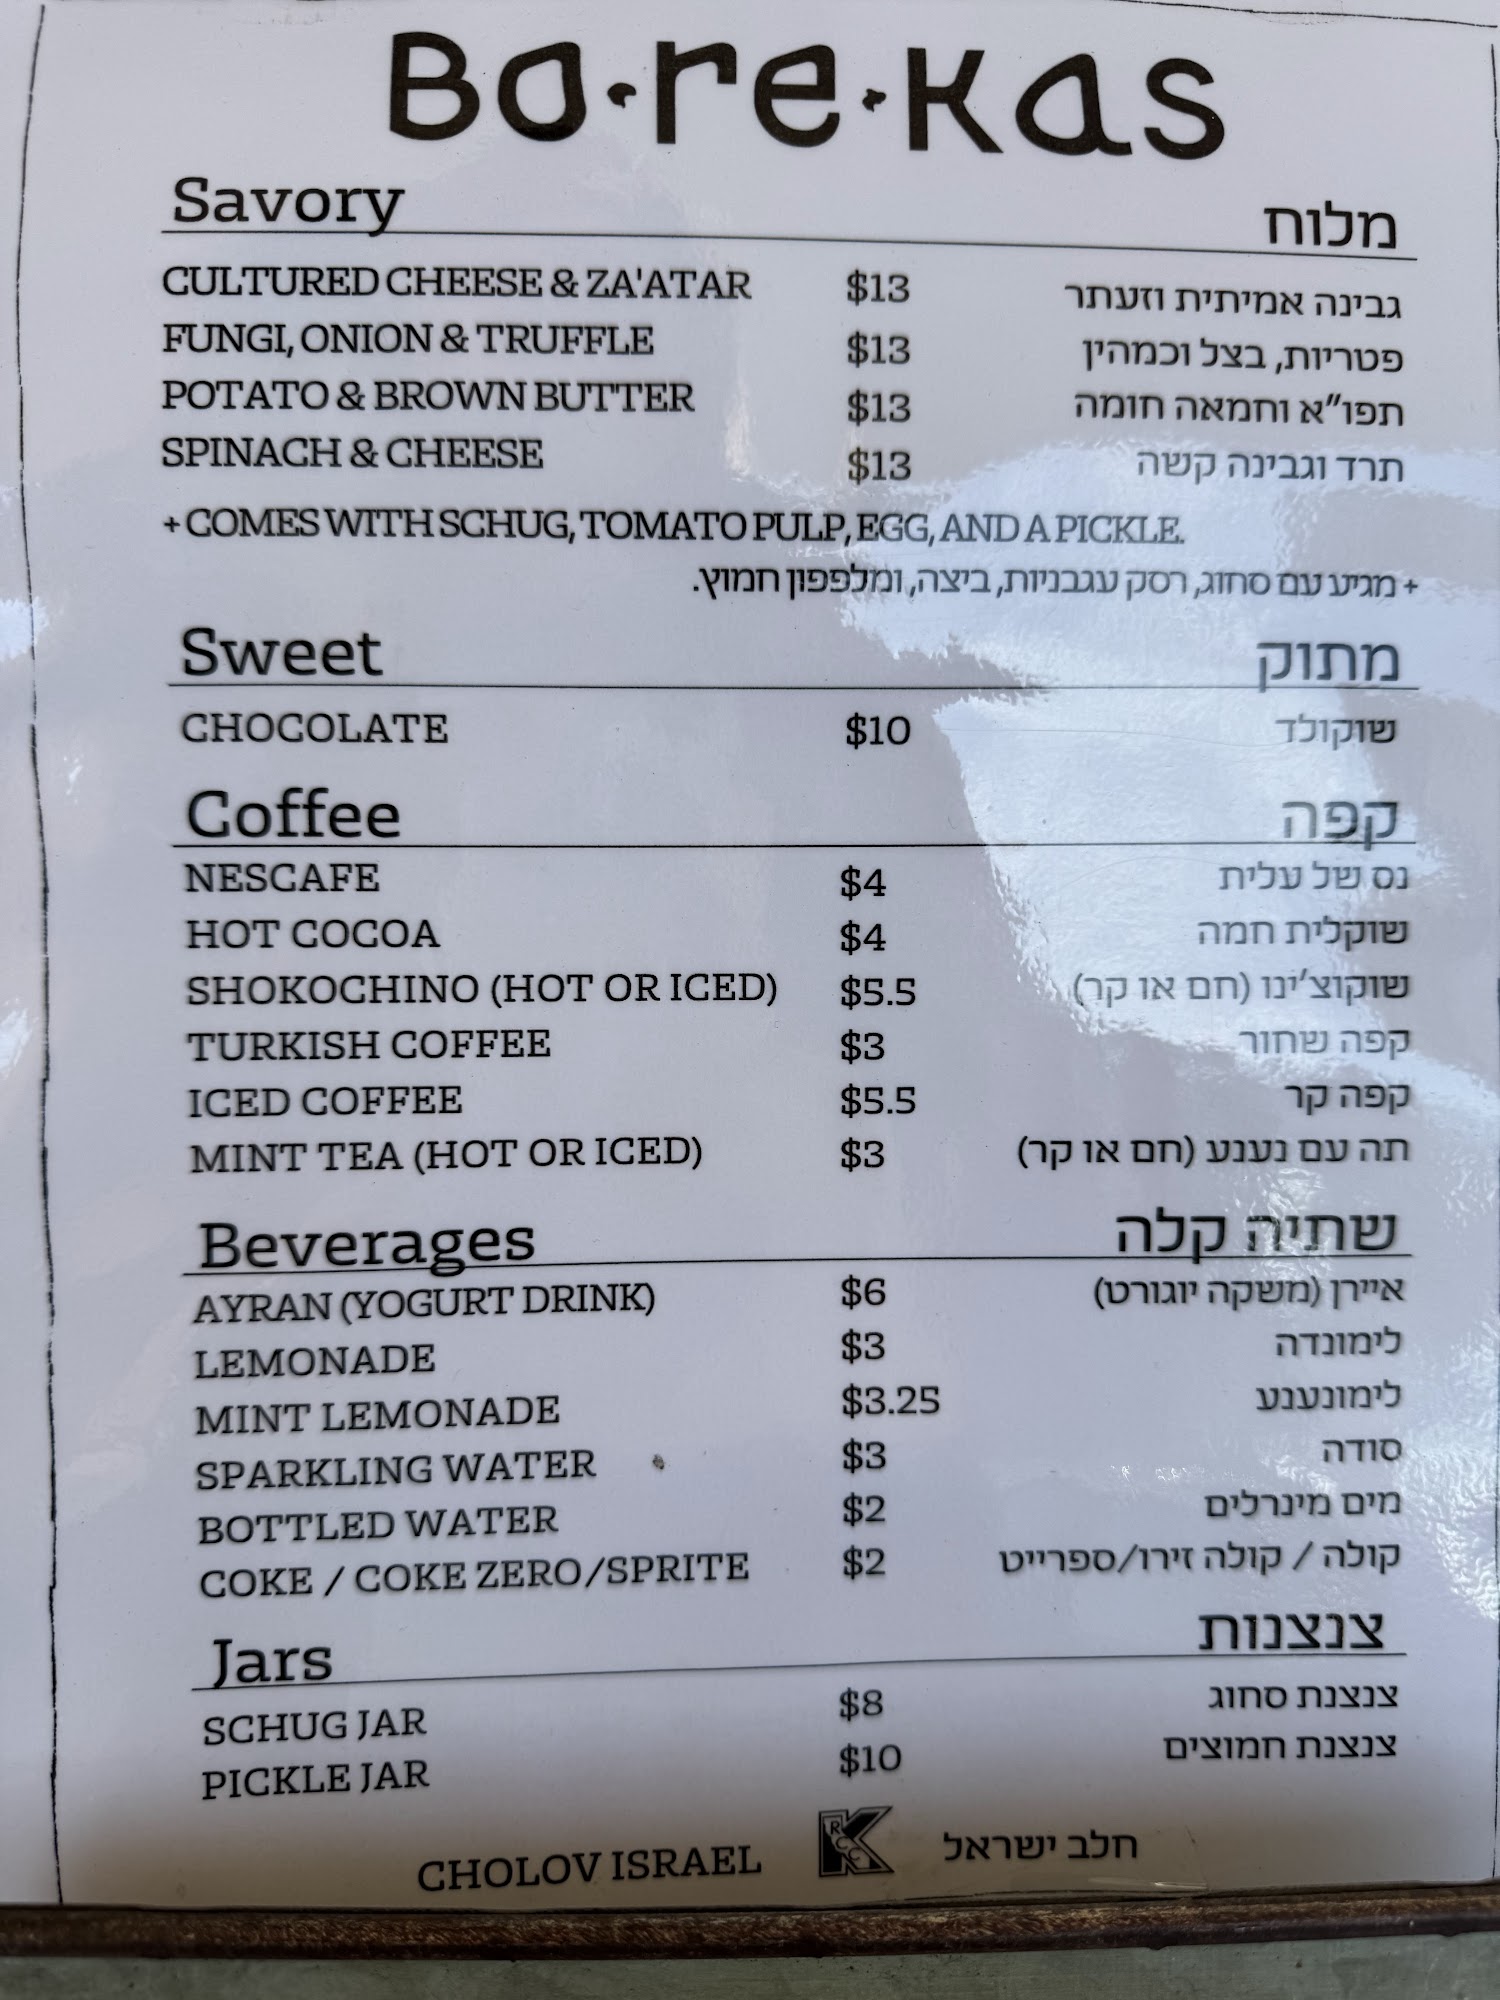 Bo·re·kas
Savory מלוח
CULTURED CHEESE & ZA'ATAR $13 גבינה אמיתית וזעתר
FUNGI, ONION & TRUFFLE $13 פטריות, בצל וכמהין
POTATO & BROWN BUTTER $13 תפו״א וחמאה חומה
SPINACH & CHEESE $13 תרד וגבינה קשה
+ COMES WITH SCHUG, TOMATO PULP, EGG, AND A PICKLE.
+ מגיע עם סחוג, רסק עגבניות, ביצה, ומלפפון חמוץ.
Sweet מתוק
CHOCOLATE $10 שוקולד
Coffee קפה
NESCAFE $4 נס של עלית
HOT COCOA $4 שוקלית חמה
SHOKOCHINO (HOT OR ICED) $5.5 שוקוצ׳ינו (חם או קר)
TURKISH COFFEE $3 קפה שחור
ICED COFFEE $5.5 קפה קר
MINT TEA (HOT OR ICED) $3 תה עם נענע (חם או קר)
Beverages שתיה קלה
AYRAN (YOGURT DRINK) $6 איירן (משקה יוגורט)
LEMONADE $3 לימונדה
MINT LEMONADE $3.25 לימונענע
SPARKLING WATER $3 סודה
BOTTLED WATER $2 מים מינרלים
COKE / COKE ZERO/SPRITE $2 קולה / קולה זירו/ספרייט
Jars צנצנות
SCHUG JAR $8 צנצנת סחוג
PICKLE JAR $10 צנצנת חמוצים
CHOLOV ISRAEL K RCC חלב ישראל